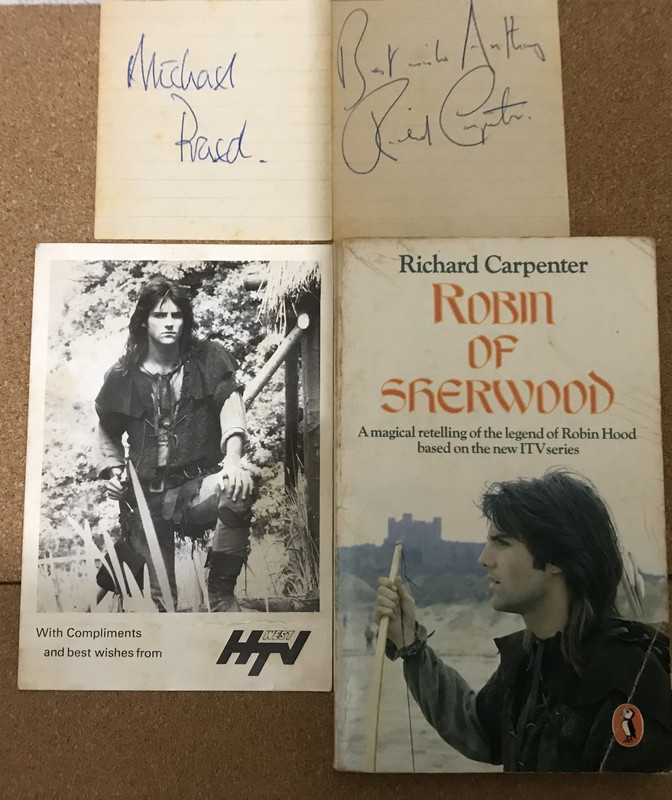 Michael
Praed.
Best wishes Anthony
Richard Carpenter.
With Compliments
and best wishes from
HTV WEST
Richard Carpenter
ROBIN
OF
SHERWOOD
A magical retelling of the legend of Robin Hood
based on the new ITV series